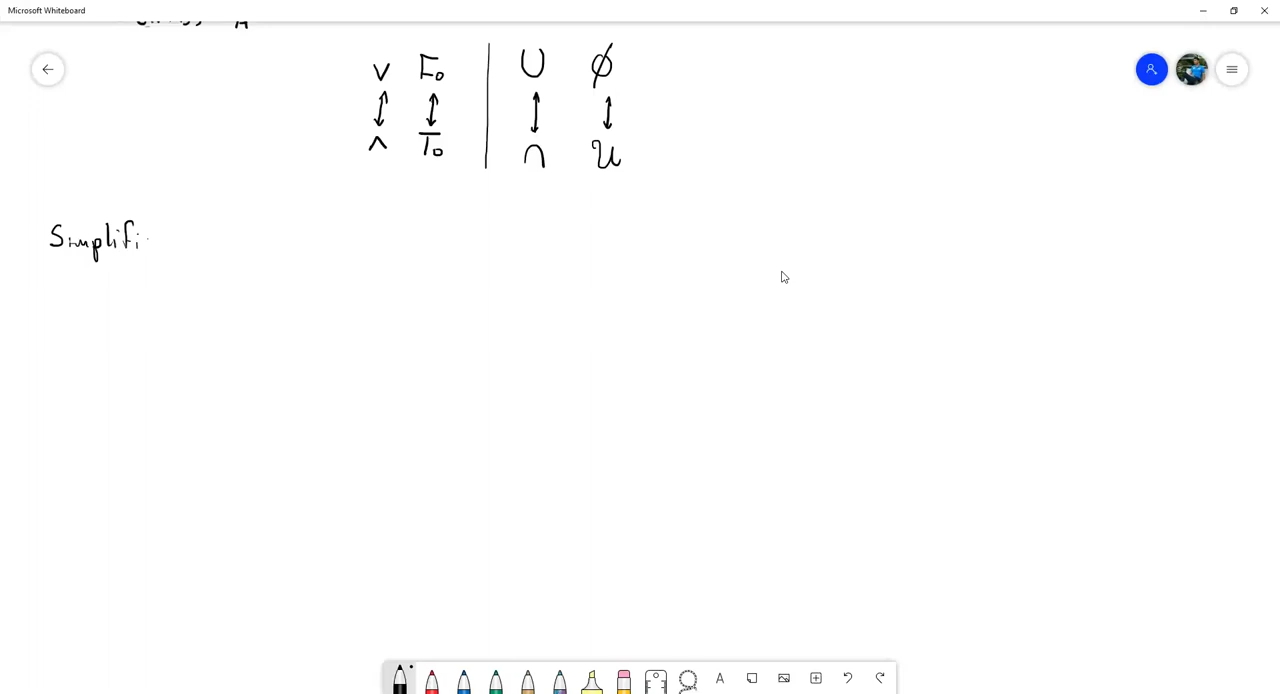 Microsoft Whiteboard
∨ F₀ | ∪ ∅
↕ ↕ | ↕ ↕
∧ T₀ | ∩ 𝒰
Simplifi
A